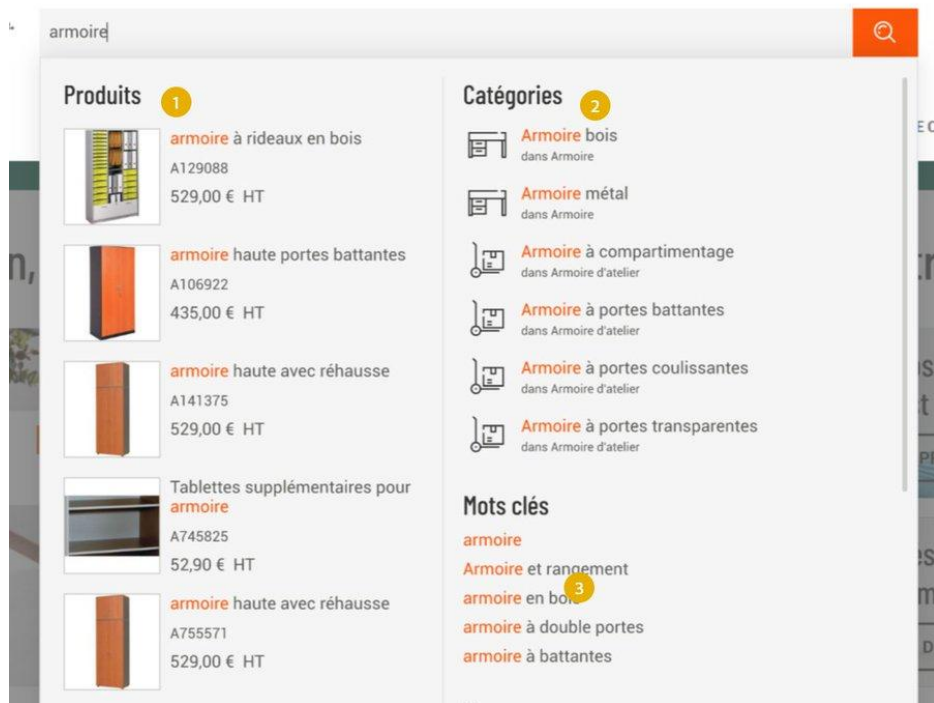 armoire
Produits
1
armoire à rideaux en bois
A129088
529,00 € HT
armoire haute portes battantes
A106922
435,00 € HT
armoire haute avec réhausse
A141375
529,00 € HT
Tablettes supplémentaires pour
armoire
A745825
52,90 € HT
armoire haute avec réhausse
A755571
529,00 € HT
Catégories
2
Armoire bois
dans Armoire
Armoire métal
dans Armoire
Armoire à compartimentage
dans Armoire d'atelier
Armoire à portes battantes
dans Armoire d'atelier
Armoire à portes coulissantes
dans Armoire d'atelier
Armoire à portes transparentes
dans Armoire d'atelier
Mots clés
armoire
Armoire et rangement
3
armoire en bois
armoire à double portes
armoire à battantes